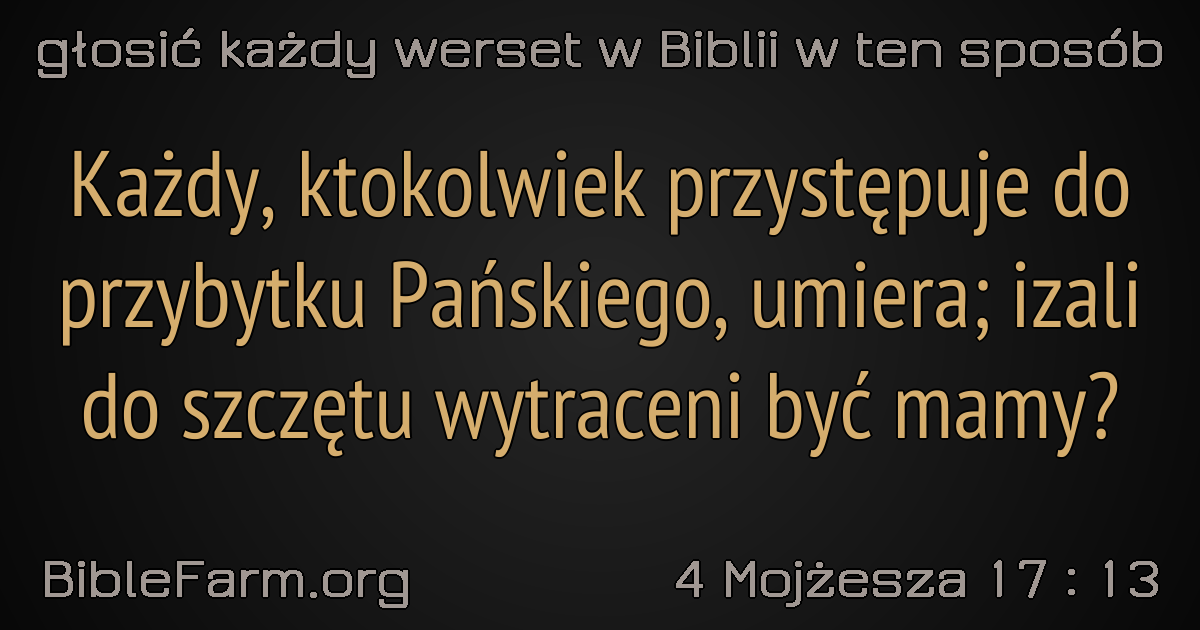 głosić każdy werset w Biblii w ten sposób
Każdy, ktokolwiek przystępuje do
przybytku Pańskiego, umiera; izali
do szczętu wytraceni być mamy?
BibleFarm.org
4 Mojżesza 17 : 13